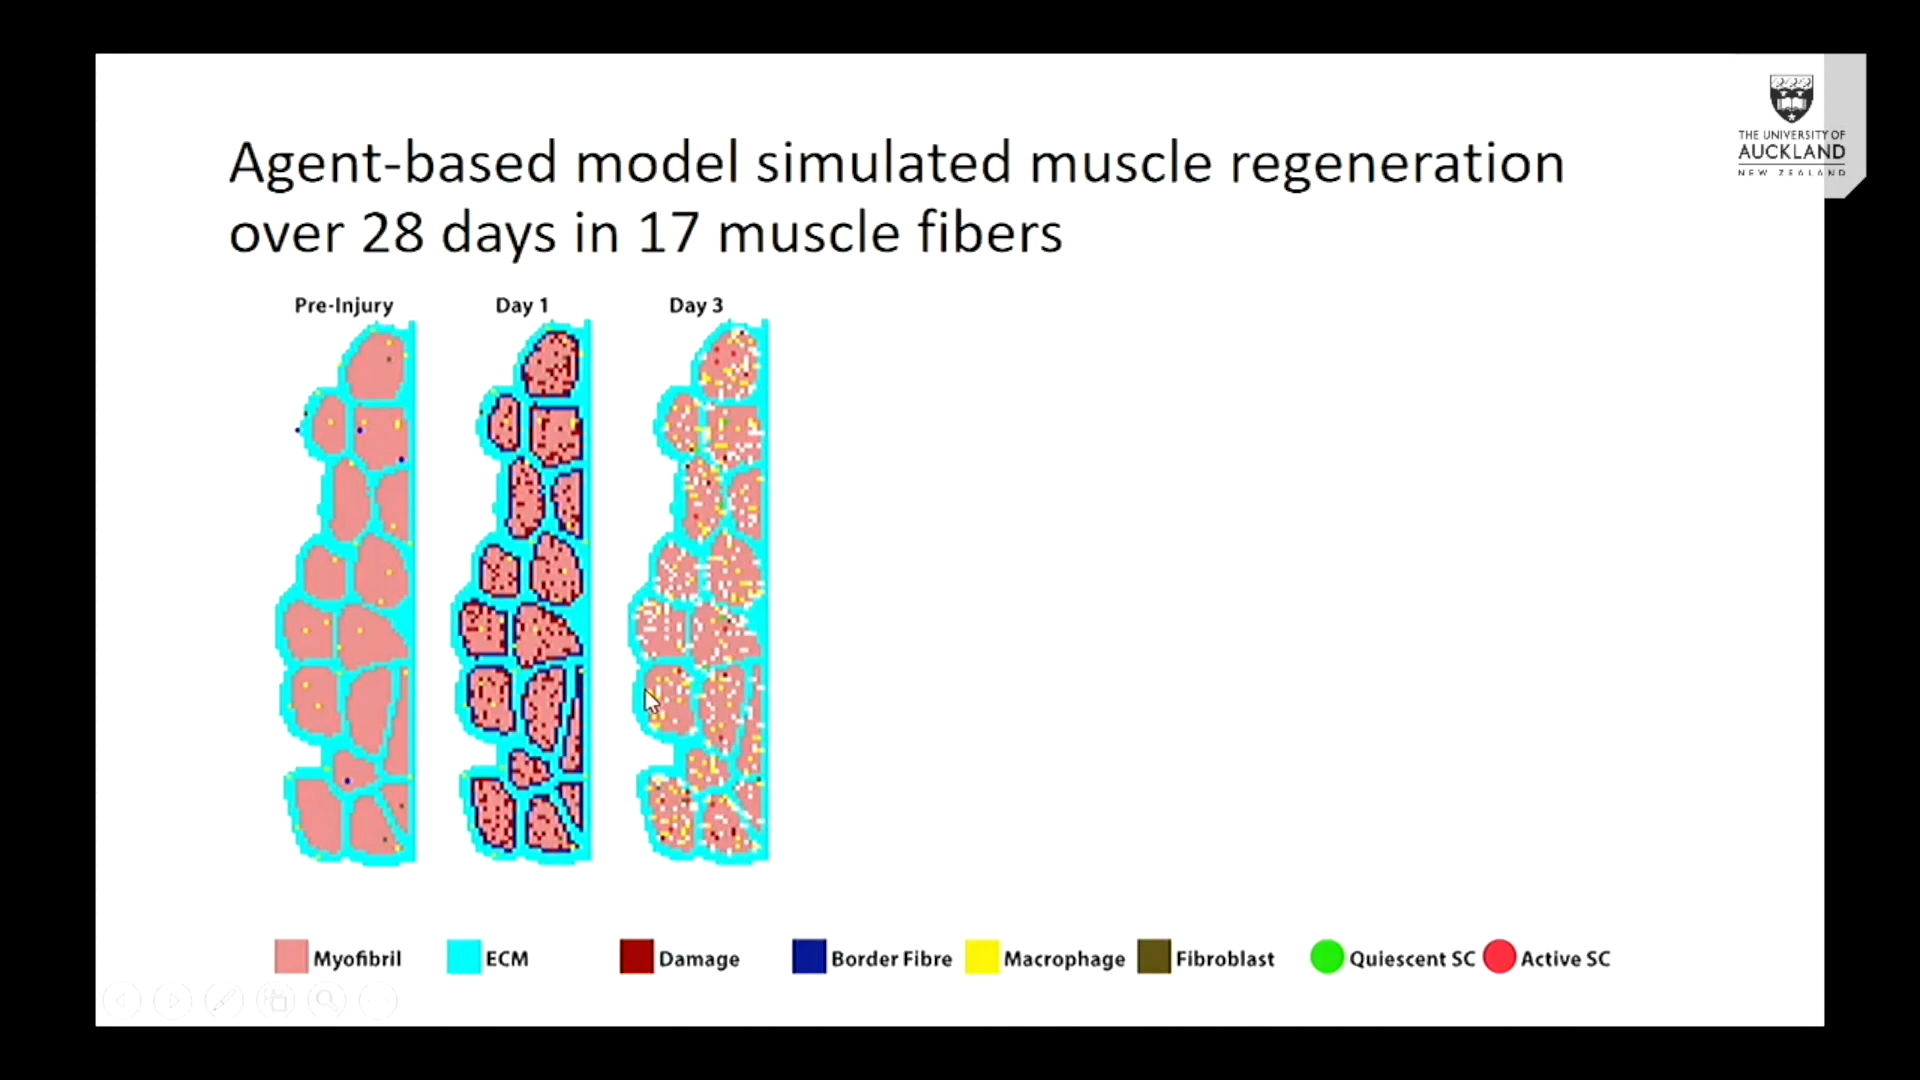 THE UNIVERSITY OF
AUCKLAND
NEW ZEALAND
Agent-based model simulated muscle regeneration
over 28 days in 17 muscle fibers
Pre-Injury
Day 1
Day 3
Myofibril
ECM
Damage
Border Fibre
Macrophage
Fibroblast
Quiescent SC
Active SC